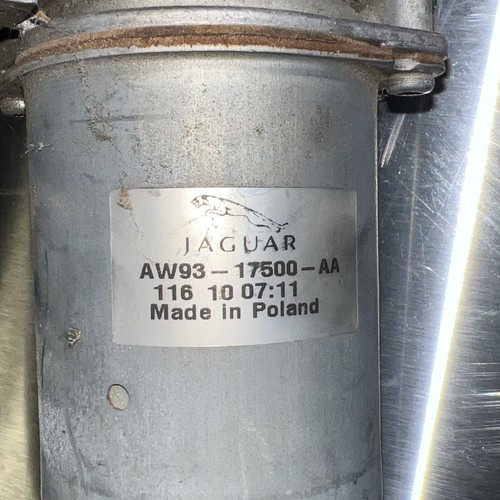 JAGUAR
AW93-17500-AA
116 10 07:11
Made in Poland